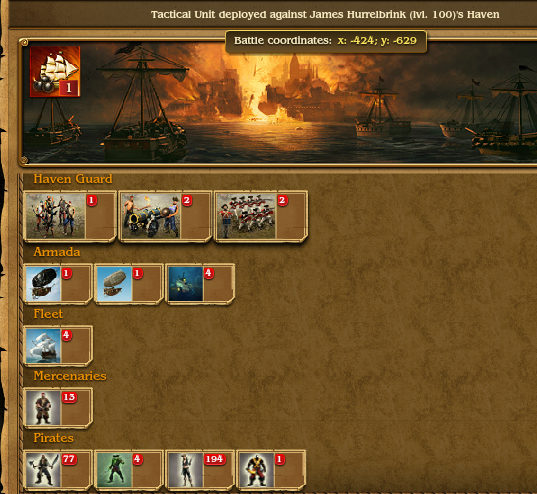 Tactical Unit deployed against James Hurrelbrink (lvl. 100)'s Haven
Battle coordinates: x: -424; y: -629
1
Haven Guard
1 2 2
Armada
1 1 4
Fleet
4
Mercenaries
13
Pirates
77 4 194 1